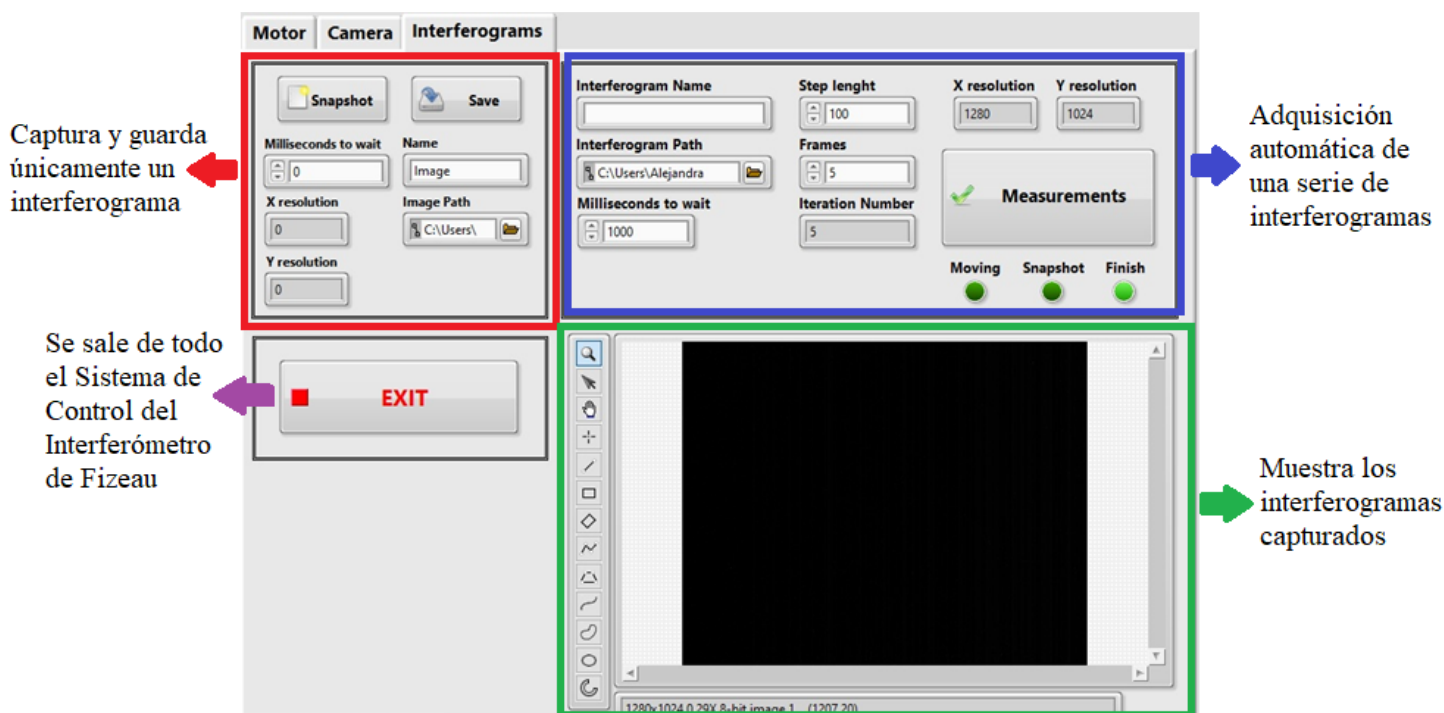 Motor Camera Interferograms
Captura y guarda
únicamente un
interferograma
Snapshot Save
Milliseconds to wait Name
0 Image
X resolution Image Path
0 C:\Users\
Y resolution
0
Interferogram Name Step lenght X resolution Y resolution
100 1280 1024
Interferogram Path Frames
C:\Users\Alejandra 5
Milliseconds to wait Iteration Number
1000 5
Measurements
Moving Snapshot Finish
Adquisición
automática de
una serie de
interferogramas
Se sale de todo
el Sistema de
Control del
Interferómetro
de Fizeau
EXIT
Muestra los
interferogramas
capturados
1280x1024 0.29X 8-bit image 1 (1207,20)